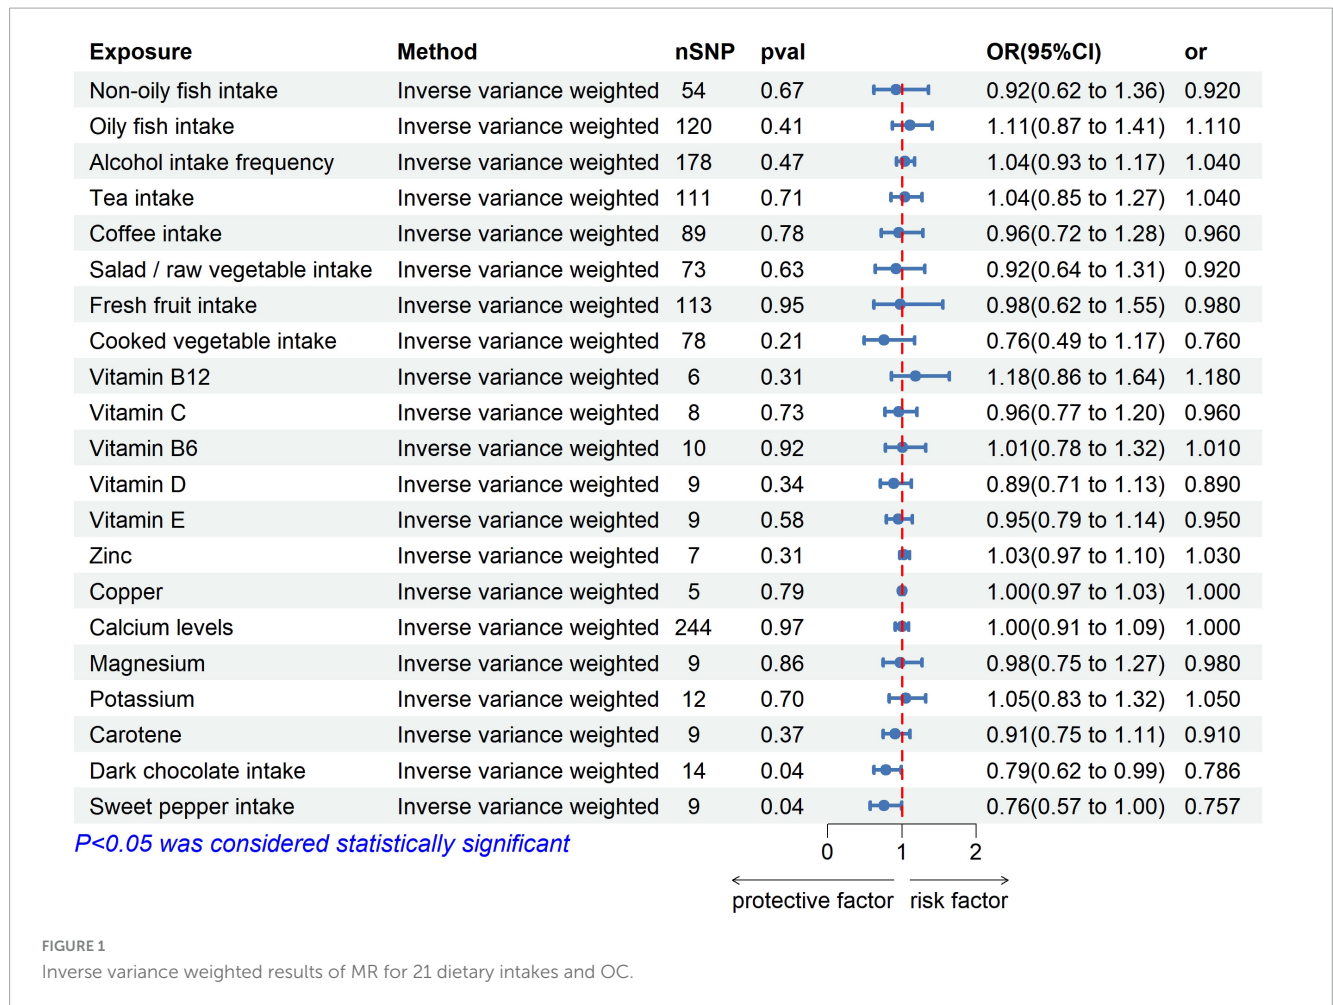 Exposure Method nSNP pval OR(95%CI) or
Non-oily fish intake Inverse variance weighted 54 0.67 0.92(0.62 to 1.36) 0.920
Oily fish intake Inverse variance weighted 120 0.41 1.11(0.87 to 1.41) 1.110
Alcohol intake frequency Inverse variance weighted 178 0.47 1.04(0.93 to 1.17) 1.040
Tea intake Inverse variance weighted 111 0.71 1.04(0.85 to 1.27) 1.040
Coffee intake Inverse variance weighted 89 0.78 0.96(0.72 to 1.28) 0.960
Salad / raw vegetable intake Inverse variance weighted 73 0.63 0.92(0.64 to 1.31) 0.920
Fresh fruit intake Inverse variance weighted 113 0.95 0.98(0.62 to 1.55) 0.980
Cooked vegetable intake Inverse variance weighted 78 0.21 0.76(0.49 to 1.17) 0.760
Vitamin B12 Inverse variance weighted 6 0.31 1.18(0.86 to 1.64) 1.180
Vitamin C Inverse variance weighted 8 0.73 0.96(0.77 to 1.20) 0.960
Vitamin B6 Inverse variance weighted 10 0.92 1.01(0.78 to 1.32) 1.010
Vitamin D Inverse variance weighted 9 0.34 0.89(0.71 to 1.13) 0.890
Vitamin E Inverse variance weighted 9 0.58 0.95(0.79 to 1.14) 0.950
Zinc Inverse variance weighted 7 0.31 1.03(0.97 to 1.10) 1.030
Copper Inverse variance weighted 5 0.79 1.00(0.97 to 1.03) 1.000
Calcium levels Inverse variance weighted 244 0.97 1.00(0.91 to 1.09) 1.000
Magnesium Inverse variance weighted 9 0.86 0.98(0.75 to 1.27) 0.980
Potassium Inverse variance weighted 12 0.70 1.05(0.83 to 1.32) 1.050
Carotene Inverse variance weighted 9 0.37 0.91(0.75 to 1.11) 0.910
Dark chocolate intake Inverse variance weighted 14 0.04 0.79(0.62 to 0.99) 0.786
Sweet pepper intake Inverse variance weighted 9 0.04 0.76(0.57 to 1.00) 0.757
P<0.05 was considered statistically significant
0 1 2
protective factor risk factor
FIGURE 1
Inverse variance weighted results of MR for 21 dietary intakes and OC.